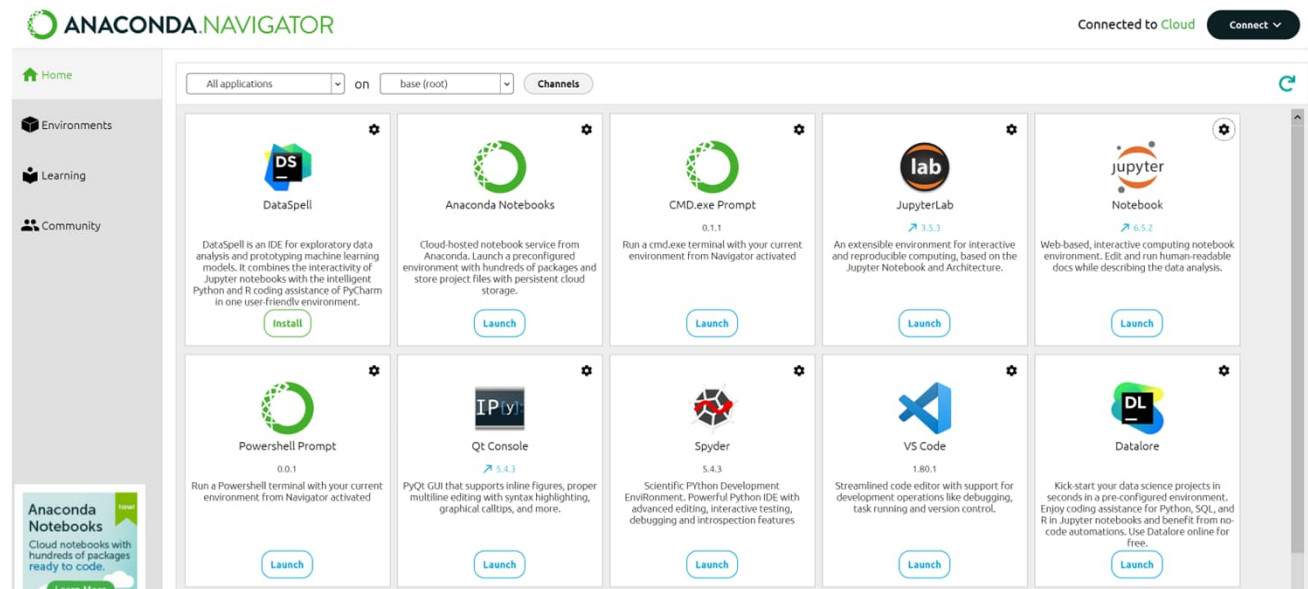 ANACONDA.NAVIGATOR
Connected to Cloud
Connect
Home
Environments
Learning
Community
All applications
on
base (root)
Channels
DS
DataSpell
DataSpell is an IDE for exploratory data
analysis and prototyping machine learning
models. It combines the interactivity of
Jupyter notebooks with the intelligent
Python and R coding assistance of PyCharm
in one user-friendly environment.
Install
Anaconda Notebooks
Cloud-hosted notebook service from
Anaconda. Launch a preconfigured
environment with hundreds of packages and
store project files with persistent cloud
storage.
Launch
CMD.exe Prompt
0.1.1
Run a cmd.exe terminal with your current
environment from Navigator activated
Launch
lab
JupyterLab
3.5.3
An extensible environment for interactive
and reproducible computing, based on the
Jupyter Notebook and Architecture.
Launch
jupyter
Notebook
6.5.2
Web-based, interactive computing notebook
environment. Edit and run human-readable
docs while describing the data analysis.
Launch
Powershell Prompt
0.0.1
Run a Powershell terminal with your current
environment from Navigator activated
Launch
IP[y]:
Qt Console
5.4.3
PyQt GUI that supports inline figures, proper
multiline editing with syntax highlighting,
graphical calltips, and more.
Launch
Spyder
5.4.3
Scientific PYthon Development
EnviRonment. Powerful Python IDE with
advanced editing, interactive testing,
debugging and introspection features
Launch
VS Code
1.80.1
Streamlined code editor with support for
development operations like debugging,
task running and version control.
Launch
DL
Datalore
Kick-start your data science projects in
seconds in a pre-configured environment.
Enjoy coding assistance for Python, SQL, and
R in Jupyter notebooks and benefit from no-
code automations. Use Datalore online for
free.
Launch
Anaconda
Notebooks
New!
Cloud notebooks with
hundreds of packages
ready to code.
Learn More